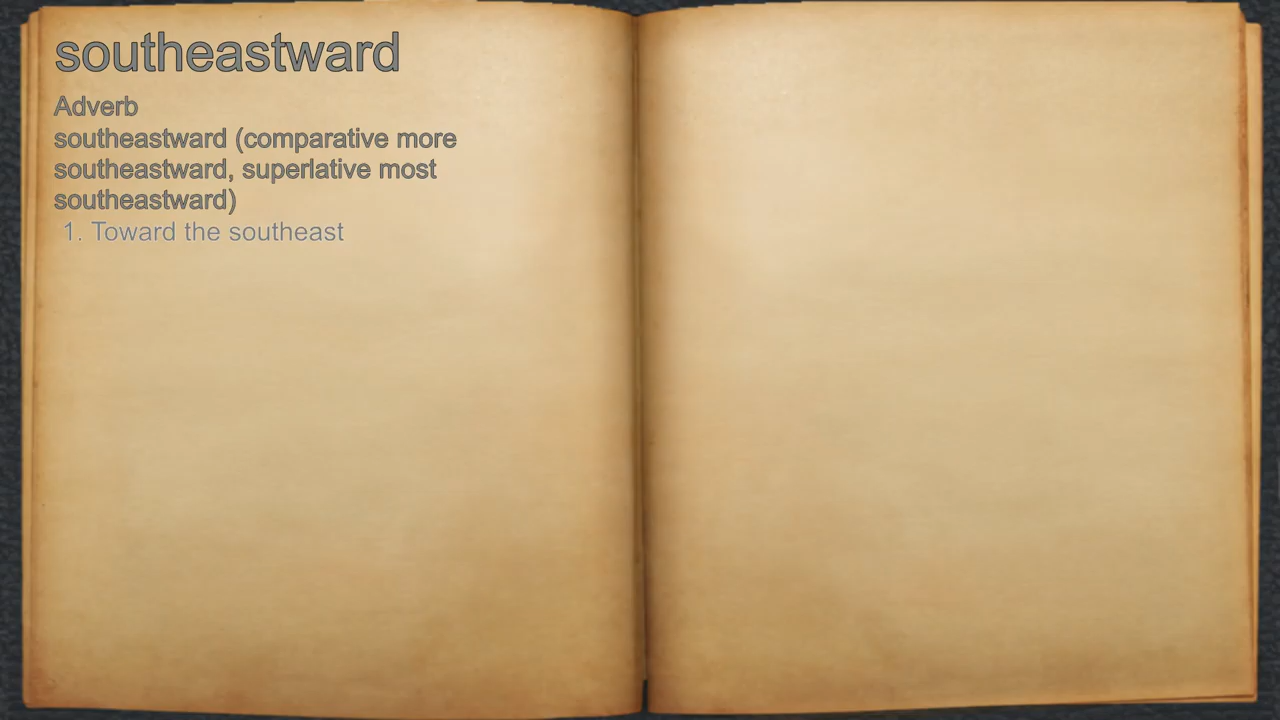 southeastward
Adverb
southeastward (comparative more
southeastward, superlative most
southeastward)
1. Toward the southeast